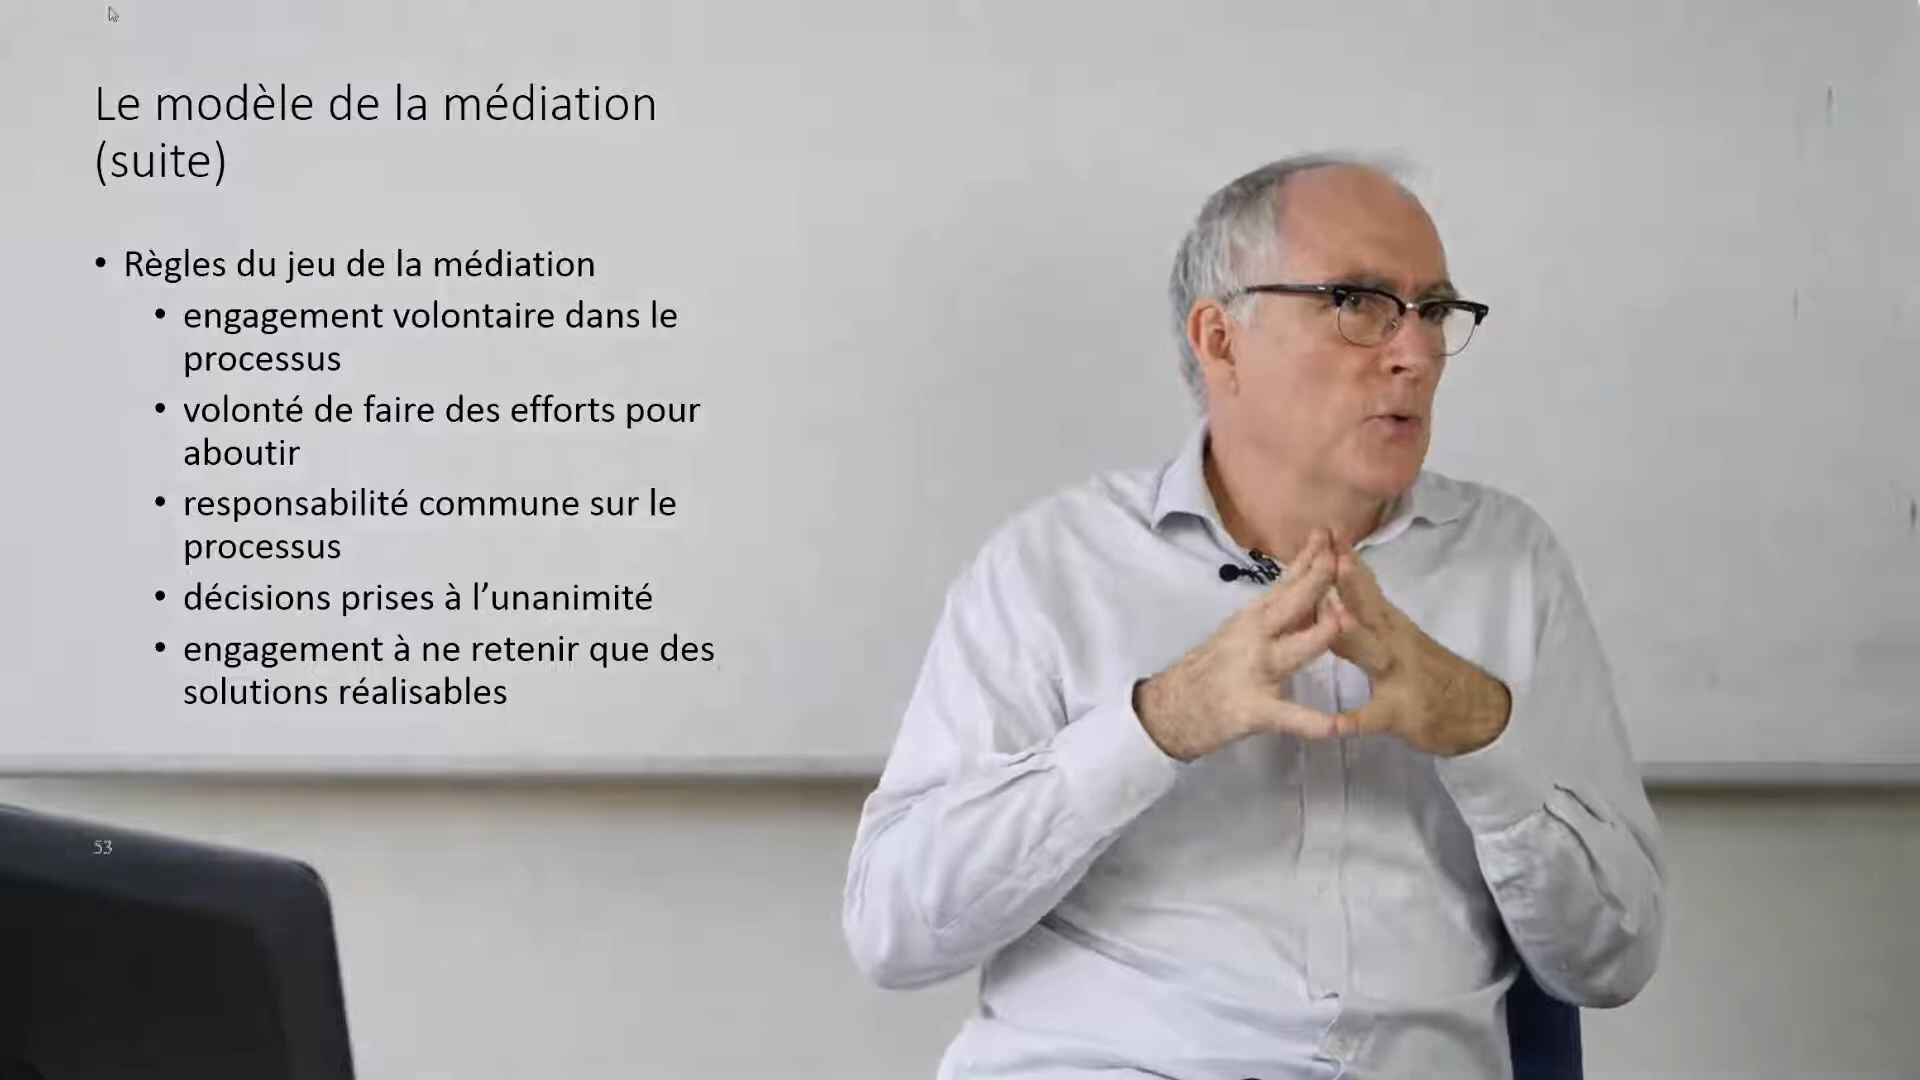 Le modèle de la médiation
(suite)
• Règles du jeu de la médiation
• engagement volontaire dans le
processus
• volonté de faire des efforts pour
aboutir
• responsabilité commune sur le
processus
• décisions prises à l’unanimité
• engagement à ne retenir que des
solutions réalisables
53